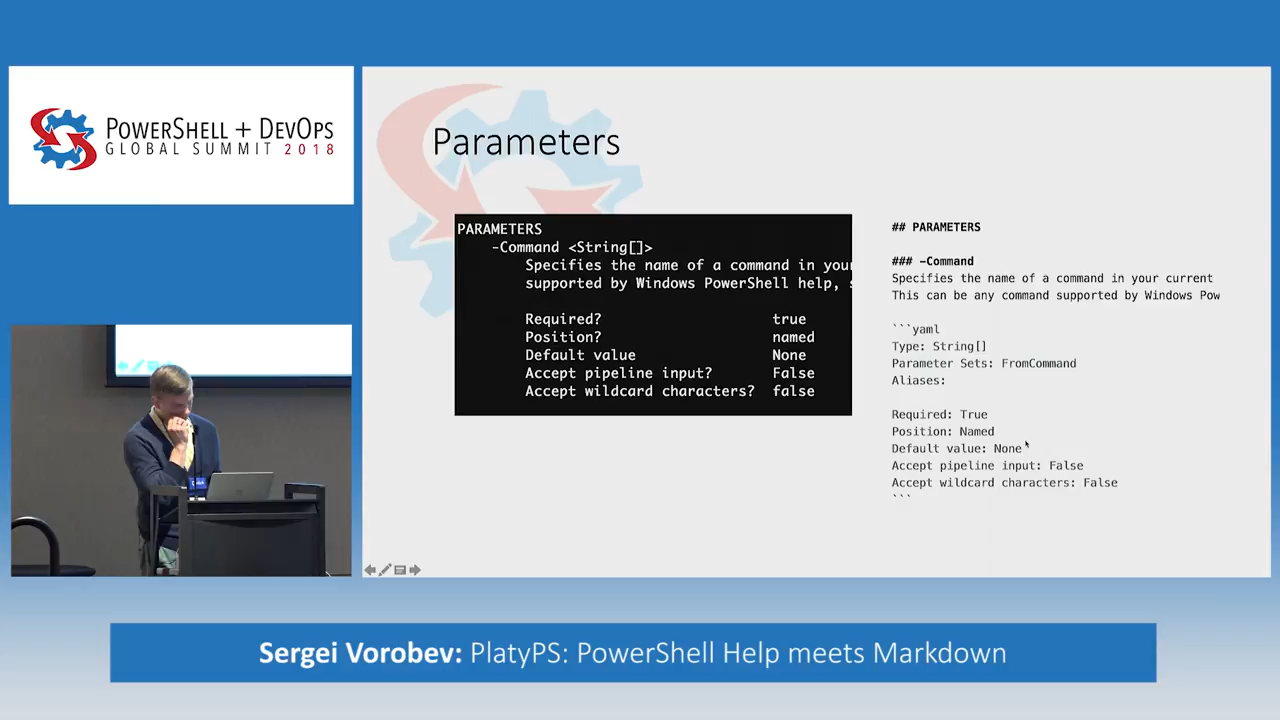 POWERSHELL + DEVOPS
GLOBAL SUMMIT 2018
Parameters
PARAMETERS
-Command <String[]>
Specifies the name of a command in your
supported by Windows PowerShell help, s
Required? true
Position? named
Default value None
Accept pipeline input? False
Accept wildcard characters? false
## PARAMETERS
### -Command
Specifies the name of a command in your current
This can be any command supported by Windows Pow
```yaml
Type: String[]
Parameter Sets: FromCommand
Aliases:
Required: True
Position: Named
Default value: None
Accept pipeline input: False
Accept wildcard characters: False
```
Sergei Vorobev: PlatyPS: PowerShell Help meets Markdown